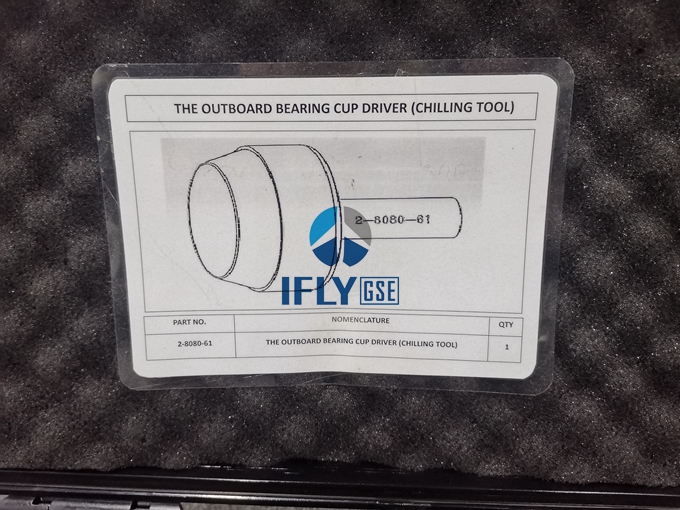 THE OUTBOARD BEARING CUP DRIVER (CHILLING TOOL)
2-8080-61
IFLY GSE
PART NO. NOMENCLATURE QTY
2-8080-61 THE OUTBOARD BEARING CUP DRIVER (CHILLING TOOL) 1